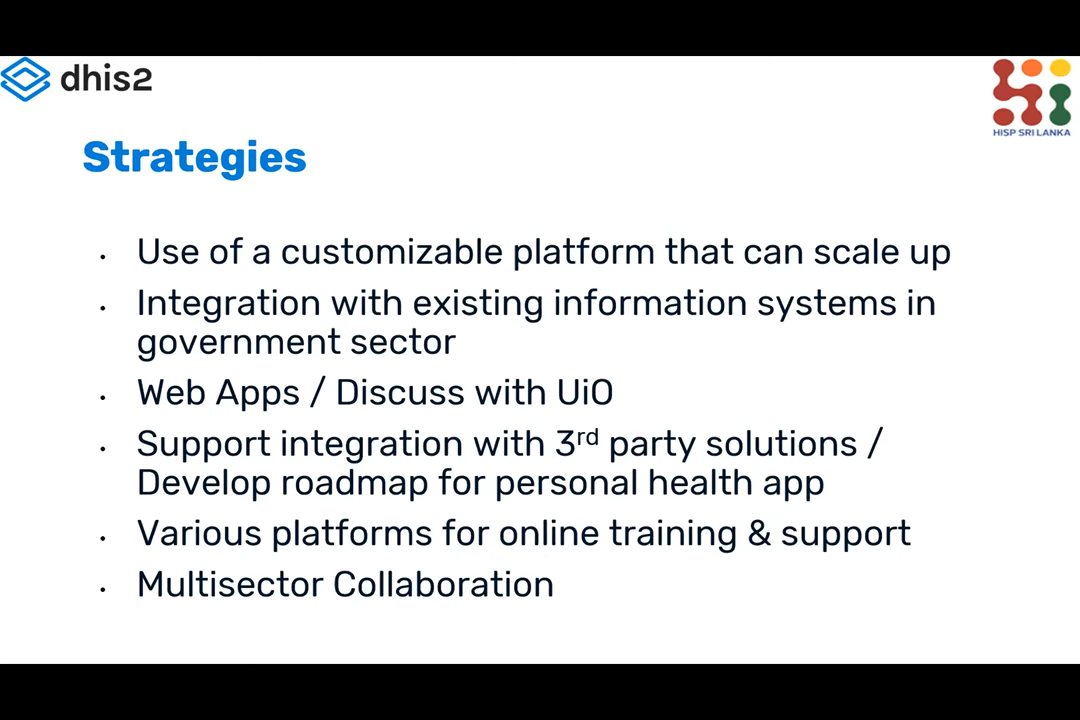 dhis2
HISP SRI LANKA
Strategies
• Use of a customizable platform that can scale up
• Integration with existing information systems in
government sector
• Web Apps / Discuss with UiO
• Support integration with 3rd party solutions /
Develop roadmap for personal health app
• Various platforms for online training & support
• Multisector Collaboration